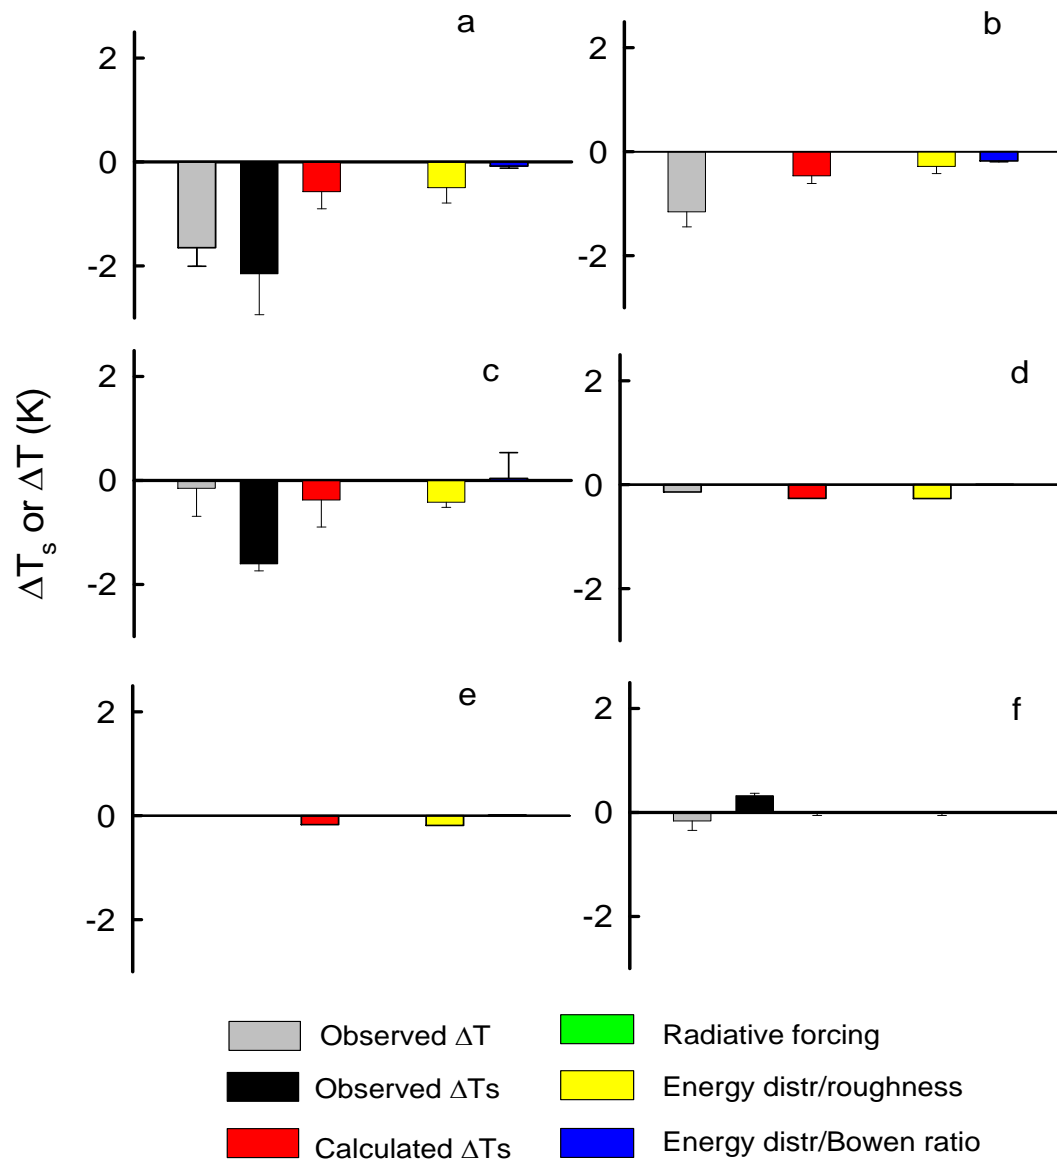 a
2
0
-2
b
2
0
-2
c
2
0
-2
d
2
0
-2
e
2
0
-2
f
2
0
-2
ΔTs or ΔT (K)
Observed ΔT
Radiative forcing
Observed ΔTs
Energy distr/roughness
Calculated ΔTs
Energy distr/Bowen ratio